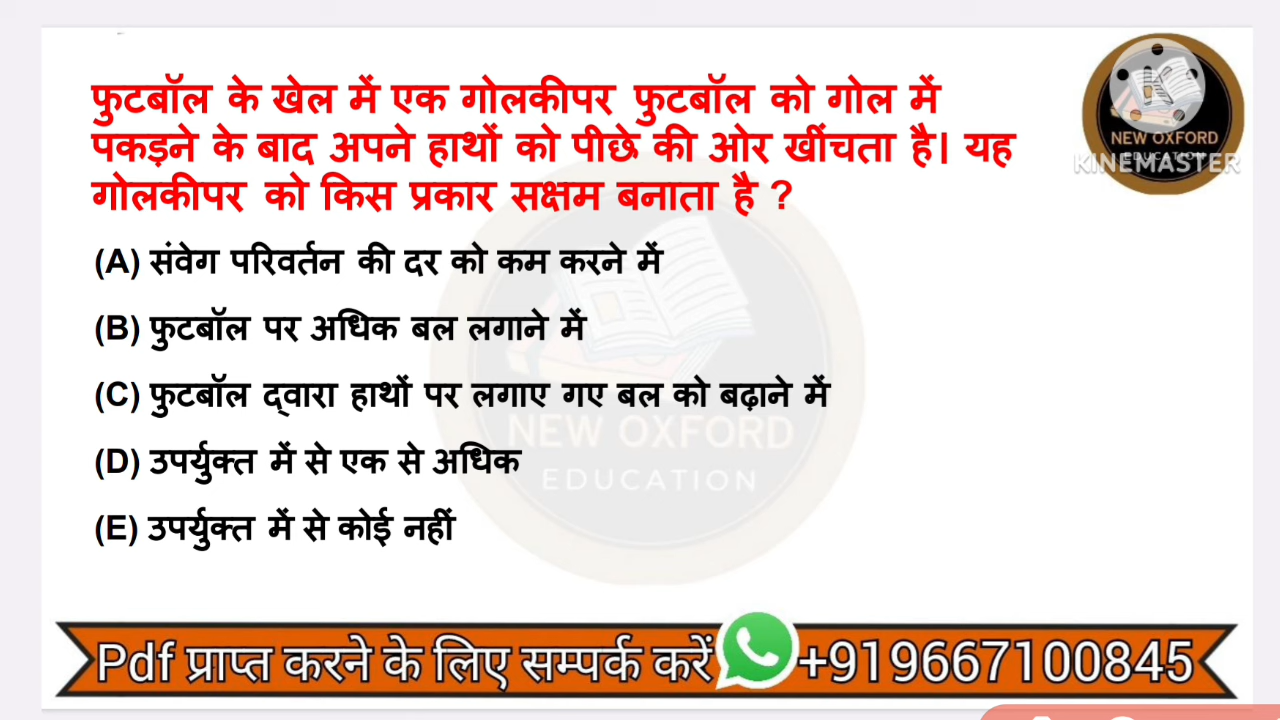 फुटबॉल के खेल में एक गोलकीपर फुटबॉल को गोल में
पकड़ने के बाद अपने हाथों को पीछे की ओर खींचता है। यह
गोलकीपर को किस प्रकार सक्षम बनाता है ?
(A) संवेग परिवर्तन की दर को कम करने में
(B) फुटबॉल पर अधिक बल लगाने में
(C) फुटबॉल द्वारा हाथों पर लगाए गए बल को बढ़ाने में
(D) उपर्युक्त में से एक से अधिक
(E) उपर्युक्त में से कोई नहीं
NEW OXFORD
EDUCATION
K
NEW OXFORD
EDUCATION
KINEMASTER
Pdf प्राप्त करने के लिए सम्पर्क करें +919667100845